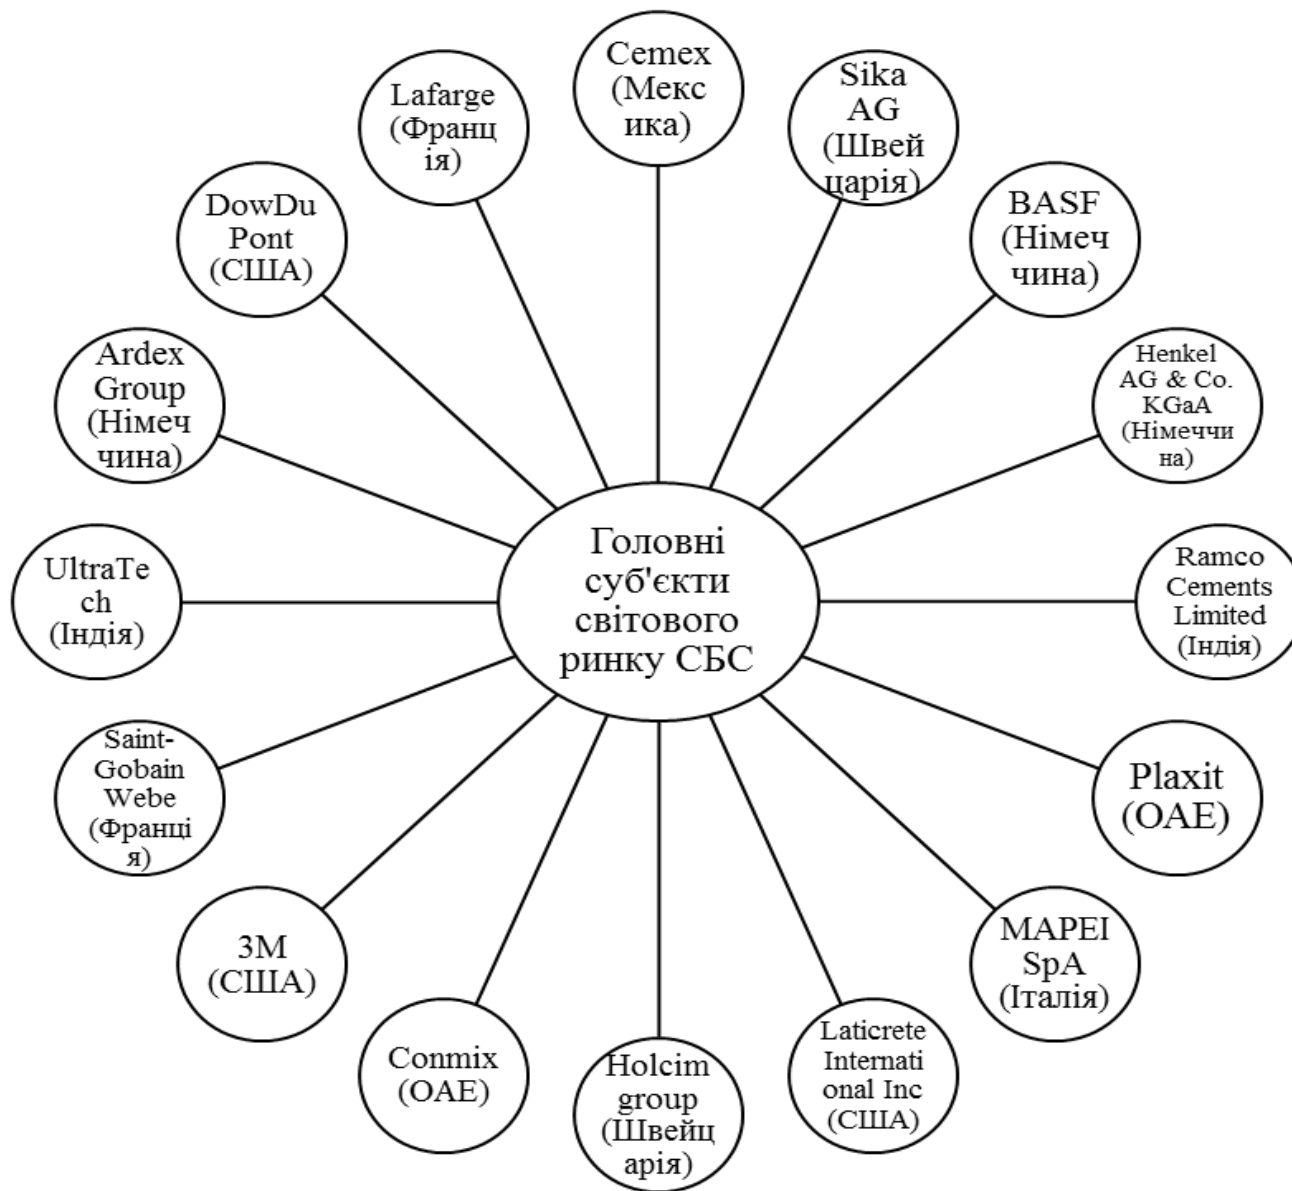 Cemex
(Мекс
ика)
Sika
AG
(Швей
царія)
BASF
(Німеч
чина)
Henkel
AG & Co.
KGaA
(Німеччи
на)
Ramco
Cements
Limited
(Індія)
Plaxit
(ОАЕ)
MAPEI
SpA
(Італія)
Laticrete
Internati
onal Inc
(США)
Holcim
group
(Швейц
арія)
Conmix
(ОАЕ)
3M
(США)
Saint-
Gobain
Webe
(Франці
я)
UltraTe
ch
(Індія)
Ardex
Group
(Німеч
чина)
DowDu
Pont
(США)
Lafarge
(Франц
ія)
Головні
суб'єкти
світового
ринку СБС